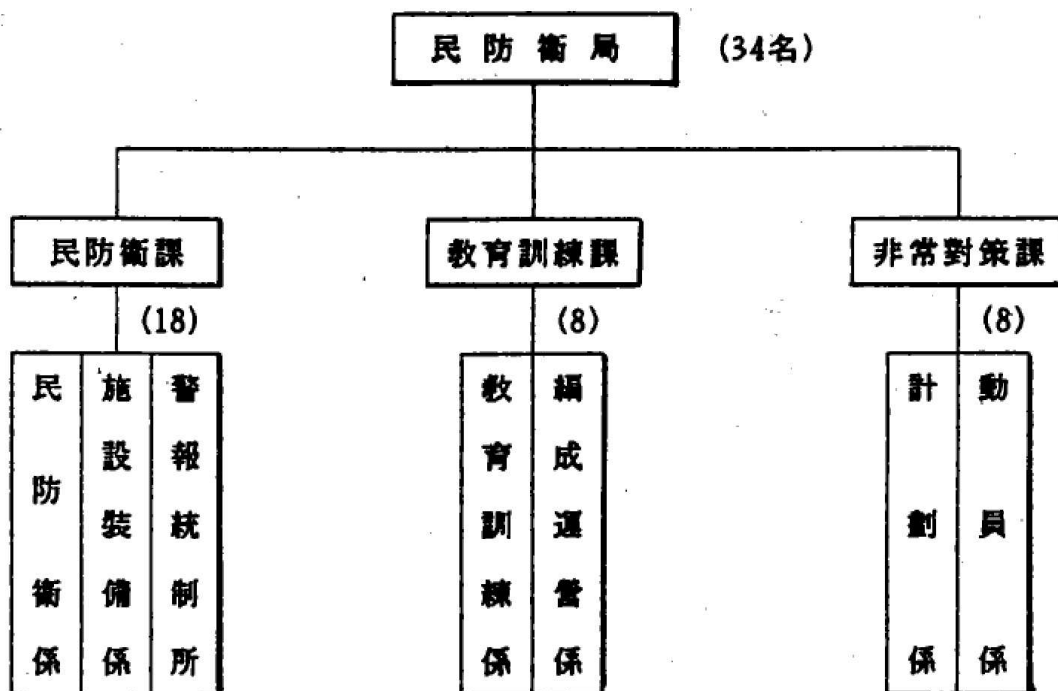 民防衛局 (34名)
民防衛課
教育訓練課
非常對策課
(18)
(8)
(8)
民防衛係
施設裝備係
警報統制所
教育訓練係
編成運營係
計劃係
動員係